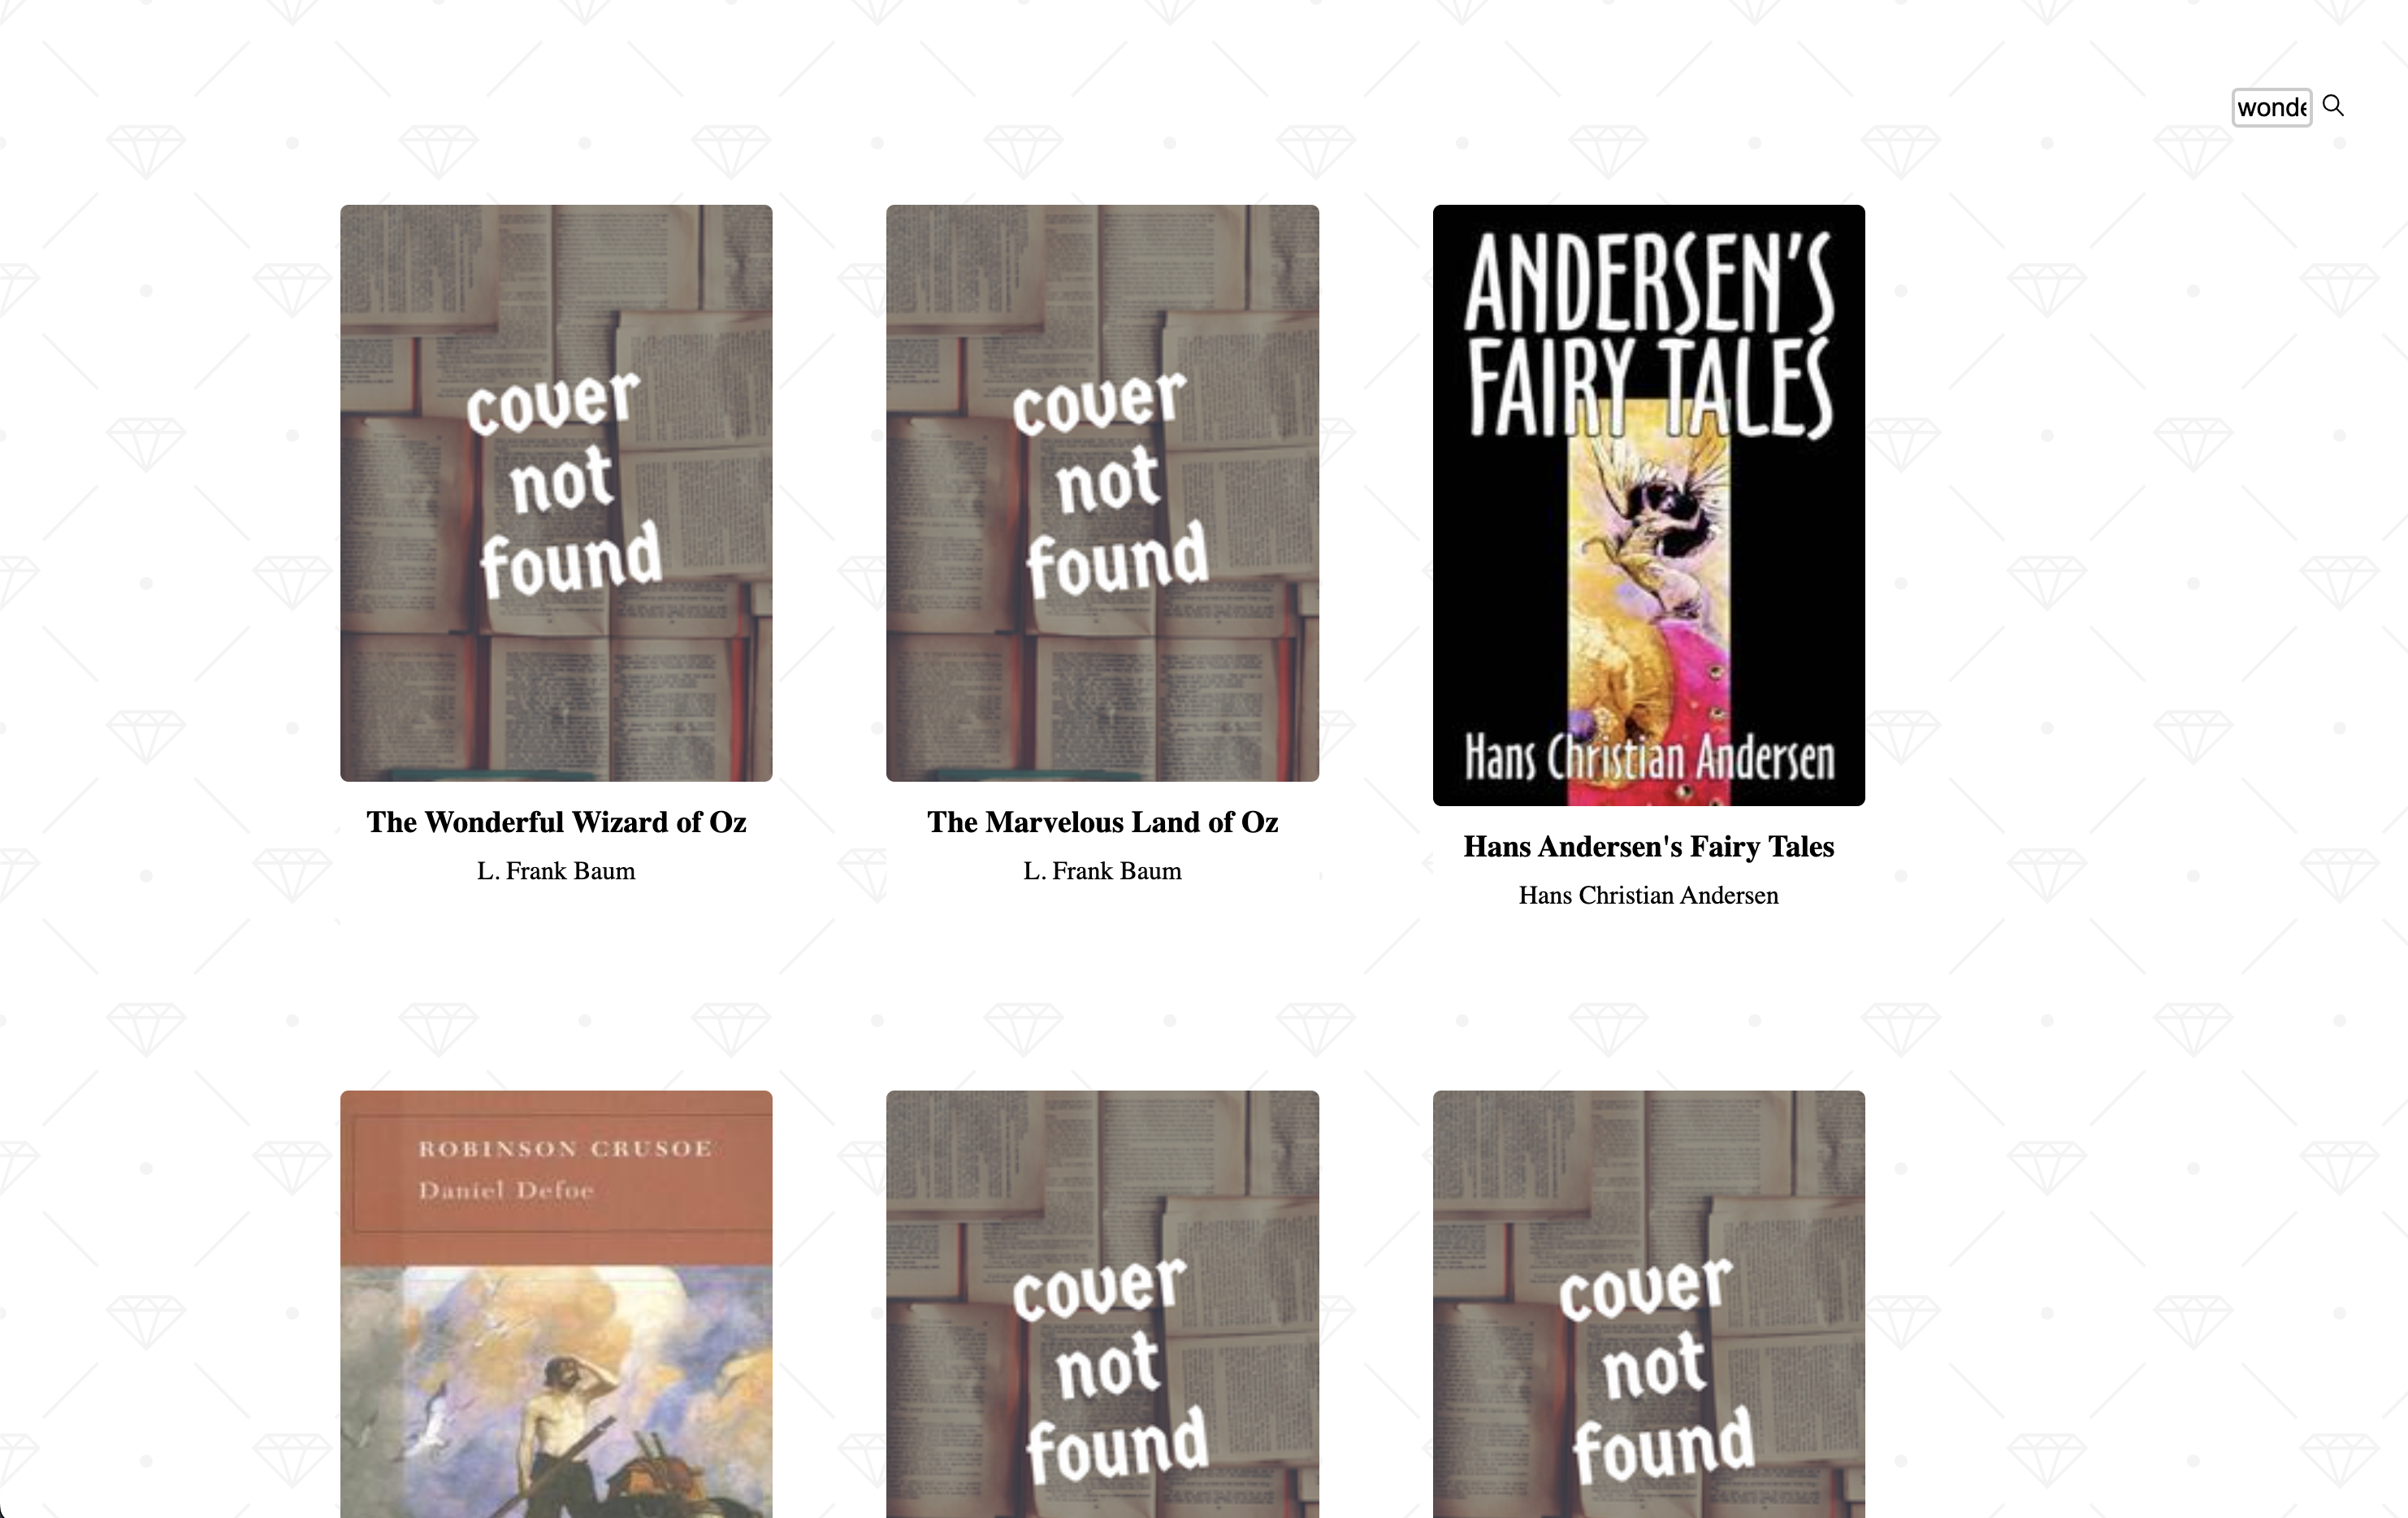 wonde
cover
not
found
The Wonderful Wizard of Oz
L. Frank Baum
cover
not
found
The Marvelous Land of Oz
L. Frank Baum
ANDERSEN'S
FAIRY TALES
Hans Christian Andersen
Hans Andersen's Fairy Tales
Hans Christian Andersen
ROBINSON CRUSOE
Daniel Defoe
cover
not
found
cover
not
found